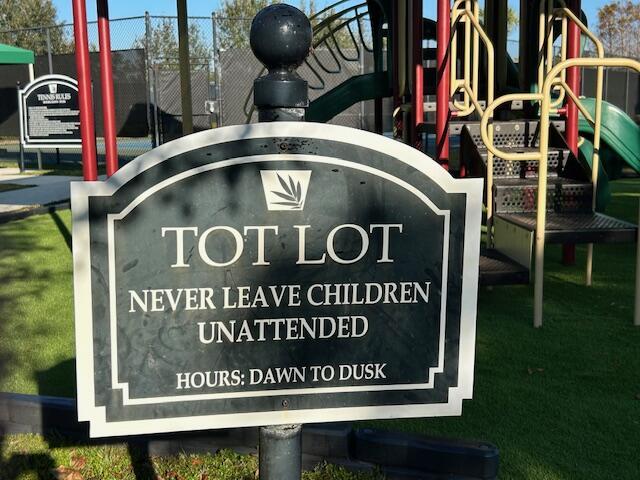 TENNIS RULES
TOT LOT
NEVER LEAVE CHILDREN
UNATTENDED
HOURS: DAWN TO DUSK